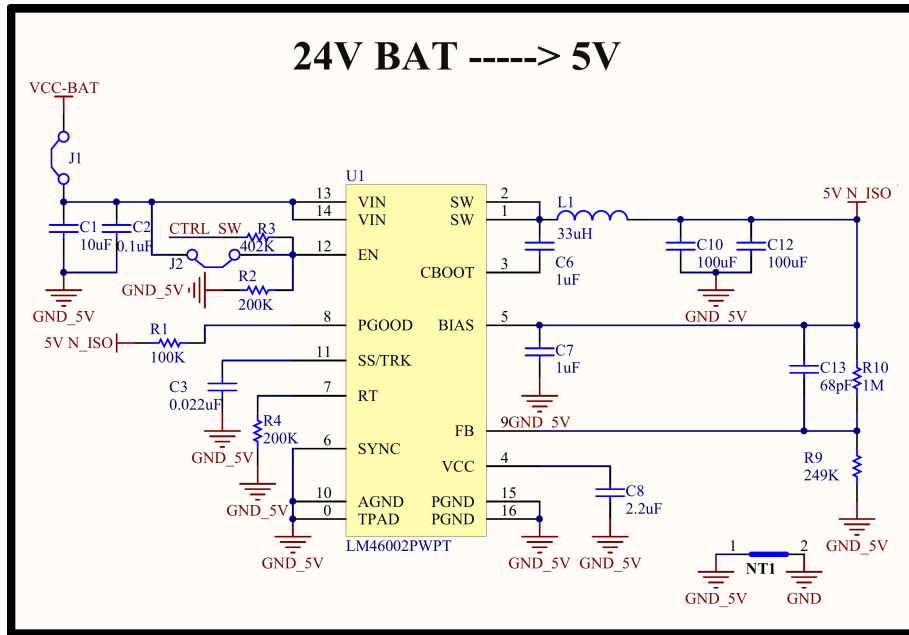 24V BAT -----> 5V
VCC-BAT
J1
C1
10uF
C2
0.1uF
CTRL_SW
R3
402K
J2
R2
200K
GND_5V
GND_5V
5V N_ISO
R1
100K
C3
0.022uF
GND_5V
R4
200K
GND_5V
GND_5V
U1
13 VIN
14 VIN
12 EN
8 PGOOD
11 SS/TRK
7 RT
6 SYNC
10 AGND
0 TPAD
SW 2
SW 1
CBOOT 3
BIAS 5
FB 9
VCC 4
PGND 15
PGND 16
LM46002PWPT
L1
33uH
C6
1uF
C10
100uF
C12
100uF
GND_5V
5V N_ISO
C7
1uF
GND_5V
C13
68pF
R10
1M
R9
249K
GND_5V
C8
2.2uF
GND_5V
GND_5V
1 2
NT1
GND_5V
GND